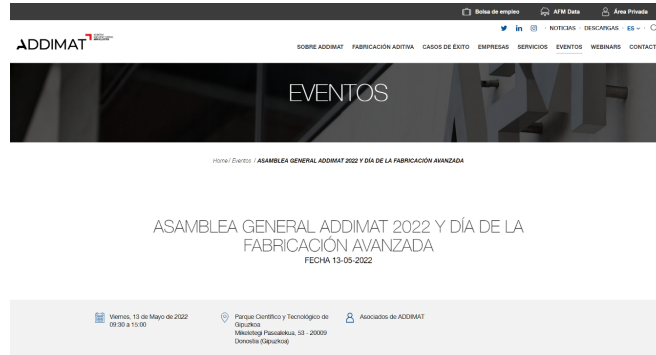 Bolsa de empleo AFM Data Área Privada
NOTICIAS DESCARGAS ES
ADDIMAT
SOBRE ADDIMAT FABRICACIÓN ADITIVA CASOS DE ÉXITO EMPRESAS SERVICIOS EVENTOS WEBINARS CONTACT
EVENTOS
Home / Eventos / ASAMBLEA GENERAL ADDIMAT 2022 Y DÍA DE LA FABRICACIÓN AVANZADA
ASAMBLEA GENERAL ADDIMAT 2022 Y DÍA DE LA
FABRICACIÓN AVANZADA
FECHA 13-05-2022
Viernes, 13 de Mayo de 2022
09:30 a 15:00
Parque Científico y Tecnológico de
Gipuzkoa
Mikeletegi Pasealekua, 53 - 20009
Donostia (Gipuzkoa)
Asociados de ADDIMAT